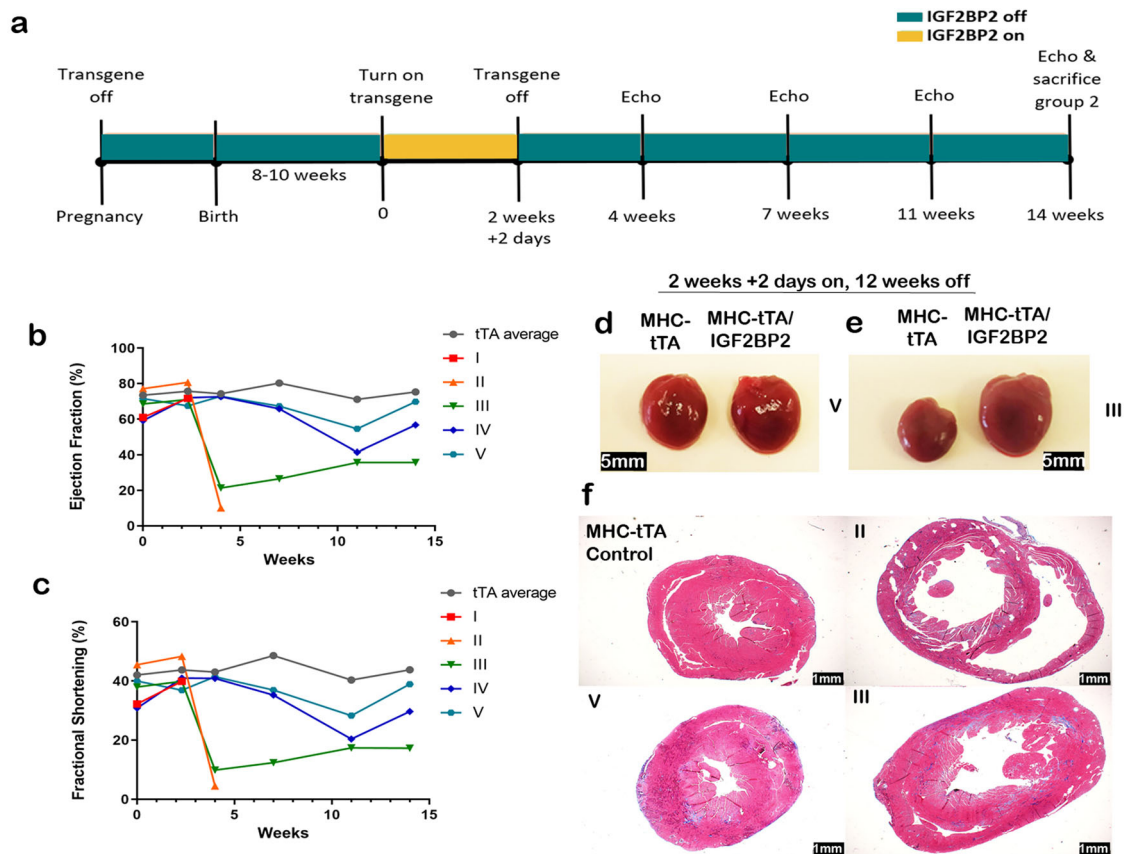 a
IGF2BP2 off
IGF2BP2 on
Transgene
off
Turn on
transgene
Transgene
off
Echo
Echo
Echo
Echo &
sacrifice
group 2
8-10 weeks
Pregnancy
Birth
0
2 weeks
+2 days
4 weeks
7 weeks
11 weeks
14 weeks
b
Ejection Fraction (%)
100
80
60
40
20
0
0
5
10
15
Weeks
tTA average
I
II
III
IV
V
c
Fractional Shortening (%)
60
40
20
0
0
5
10
15
Weeks
tTA average
I
II
III
IV
V
2 weeks +2 days on, 12 weeks off
d
MHC-
tTA
MHC-tTA/
IGF2BP2
5mm
V
e
MHC-
tTA
MHC-tTA/
IGF2BP2
5mm
III
f
MHC-tTA
Control
1mm
II
1mm
V
1mm
III
1mm